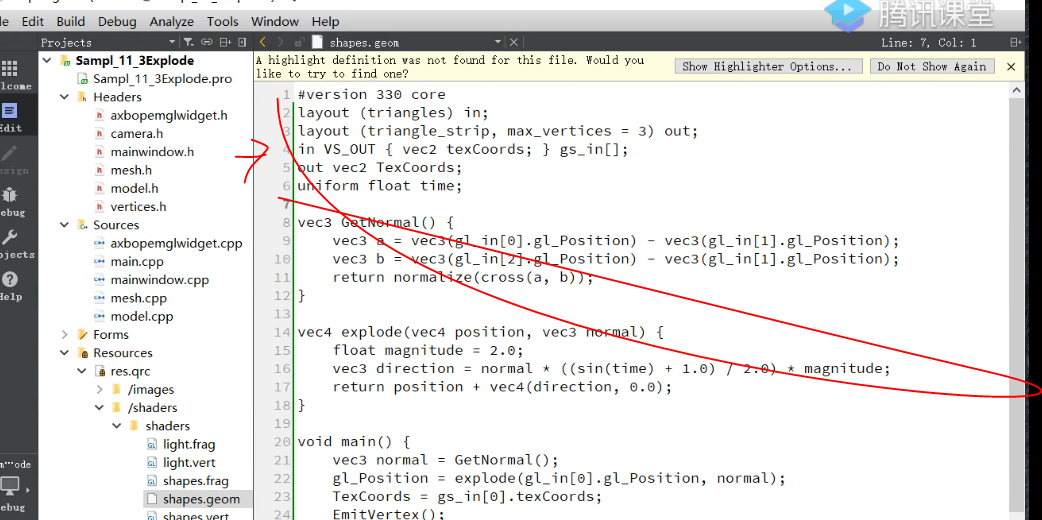 腾讯课堂
Edit View Build Debug Analyze Tools Window Help
Projects
shapes.geom
Line: 7, Col: 1
A highlight definition was not found for this file. Would you
like to try to find one?
Show Highlighter Options...
Do Not Show Again
Sampl_11_3Explode
Sampl_11_3Explode.pro
Headers
axbopemglwidget.h
camera.h
mainwindow.h
mesh.h
model.h
vertices.h
Sources
axbopemglwidget.cpp
main.cpp
mainwindow.cpp
mesh.cpp
model.cpp
Forms
Resources
res.qrc
/images
/shaders
shaders
light.frag
light.vert
shapes.frag
shapes.geom
shapes.vert
1 #version 330 core
2 layout (triangles) in;
3 layout (triangle_strip, max_vertices = 3) out;
4 in VS_OUT { vec2 texCoords; } gs_in[];
5 out vec2 TexCoords;
6 uniform float time;
7
8 vec3 GetNormal() {
9 vec3 a = vec3(gl_in[0].gl_Position) - vec3(gl_in[1].gl_Position);
10 vec3 b = vec3(gl_in[2].gl_Position) - vec3(gl_in[1].gl_Position);
11 return normalize(cross(a, b));
12 }
13
14 vec4 explode(vec4 position, vec3 normal) {
15 float magnitude = 2.0;
16 vec3 direction = normal * ((sin(time) + 1.0) / 2.0) * magnitude;
17 return position + vec4(direction, 0.0);
18 }
19
20 void main() {
21 vec3 normal = GetNormal();
22 gl_Position = explode(gl_in[0].gl_Position, normal);
23 TexCoords = gs_in[0].texCoords;
24 EmitVertex();